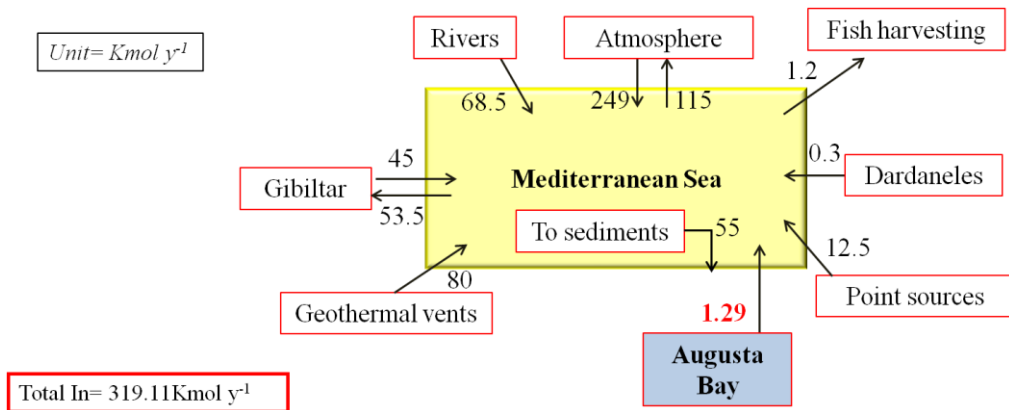 Unit= Kmol y-1
Rivers
Atmosphere
Fish harvesting
68.5
249
115
1.2
45
Gibiltar
53.5
Mediterranean Sea
0.3
Dardaneles
To sediments
55
12.5
80
Geothermal vents
Point sources
1.29
Augusta
Bay
Total In= 319.11Kmol y-1